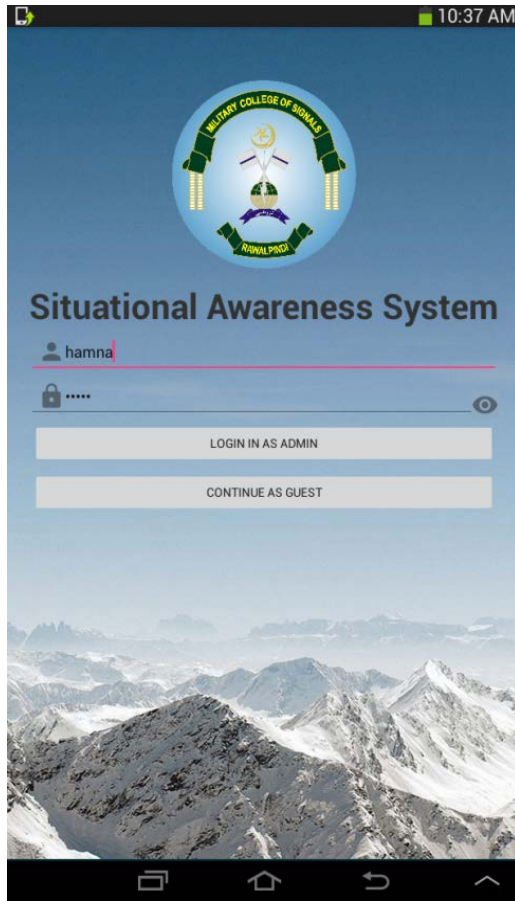 10:37 AM
MILITARY COLLEGE OF SIGNALS
RAWALPINDI
Situational Awareness System
hamna
•••••
LOGIN IN AS ADMIN
CONTINUE AS GUEST